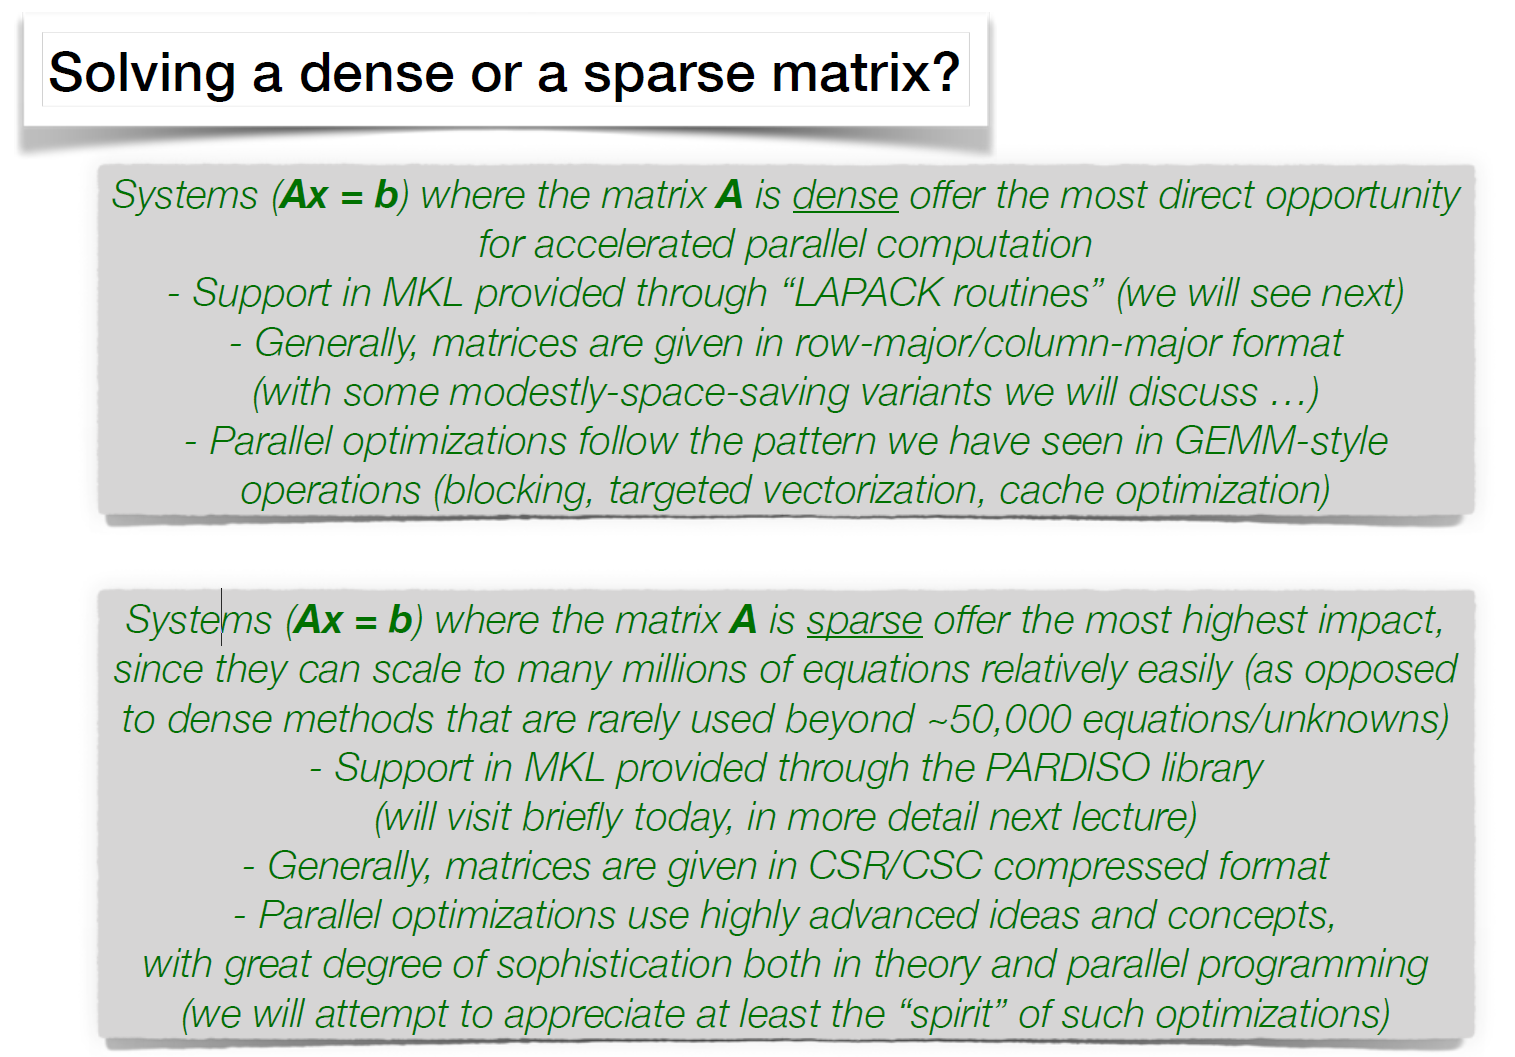 Solving a dense or a sparse matrix?
Systems (Ax = b) where the matrix A is dense offer the most direct opportunity
for accelerated parallel computation
- Support in MKL provided through “LAPACK routines” (we will see next)
- Generally, matrices are given in row-major/column-major format
(with some modestly-space-saving variants we will discuss …)
- Parallel optimizations follow the pattern we have seen in GEMM-style
operations (blocking, targeted vectorization, cache optimization)
Systems (Ax = b) where the matrix A is sparse offer the most highest impact,
since they can scale to many millions of equations relatively easily (as opposed
to dense methods that are rarely used beyond ~50,000 equations/unknowns)
- Support in MKL provided through the PARDISO library
(will visit briefly today, in more detail next lecture)
- Generally, matrices are given in CSR/CSC compressed format
- Parallel optimizations use highly advanced ideas and concepts,
with great degree of sophistication both in theory and parallel programming
(we will attempt to appreciate at least the “spirit” of such optimizations)